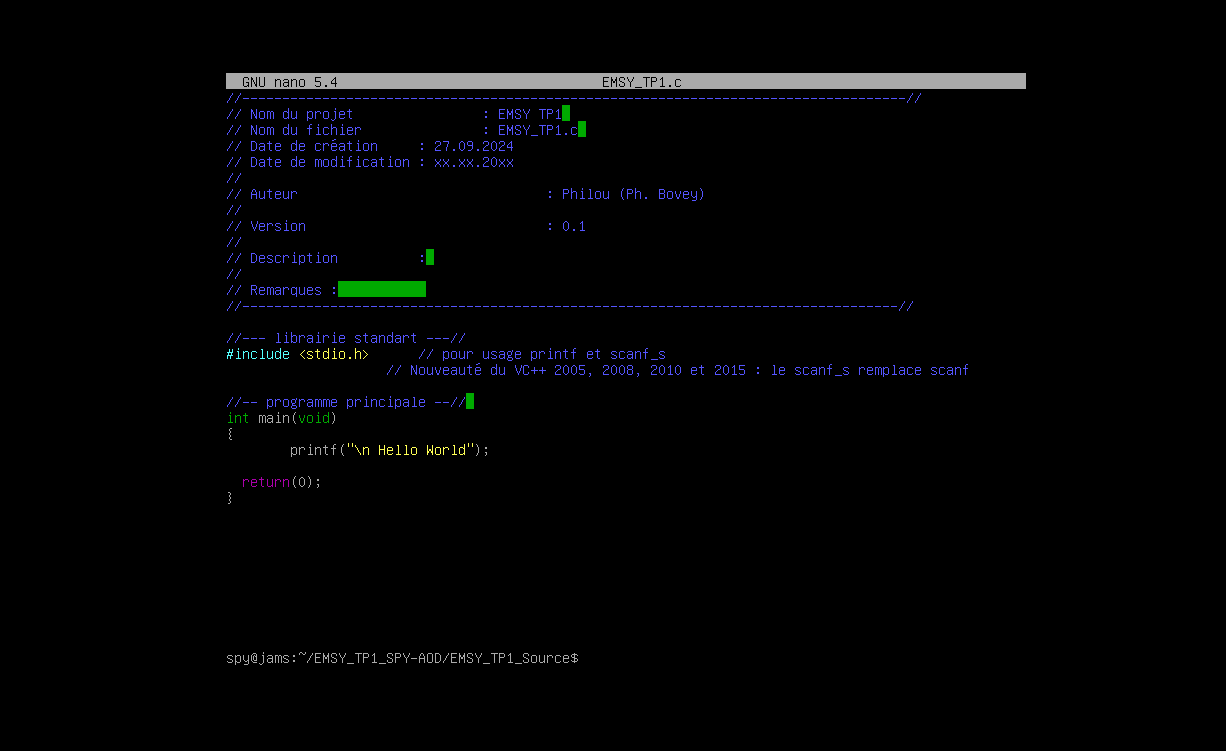 GNU nano 5.4 EMSY_TP1.c
//-----------------------------------------------------------------------------------//
// Nom du projet : EMSY TP1
// Nom du fichier : EMSY_TP1.c
// Date de création : 27.09.2024
// Date de modification : xx.xx.20xx
//
// Auteur : Philou (Ph. Bovey)
//
// Version : 0.1
//
// Description :
//
// Remarques :
//----------------------------------------------------------------------------------//
//--- librairie standart ---//
#include <stdio.h> // pour usage printf et scanf_s
// Nouveauté du VC++ 2005, 2008, 2010 et 2015 : le scanf_s remplace scanf
//-- programme principale --//
int main(void)
{
printf("\n Hello World");
return(0);
}
spy@jams:~/EMSY_TP1_SPY-AOD/EMSY_TP1_Source$